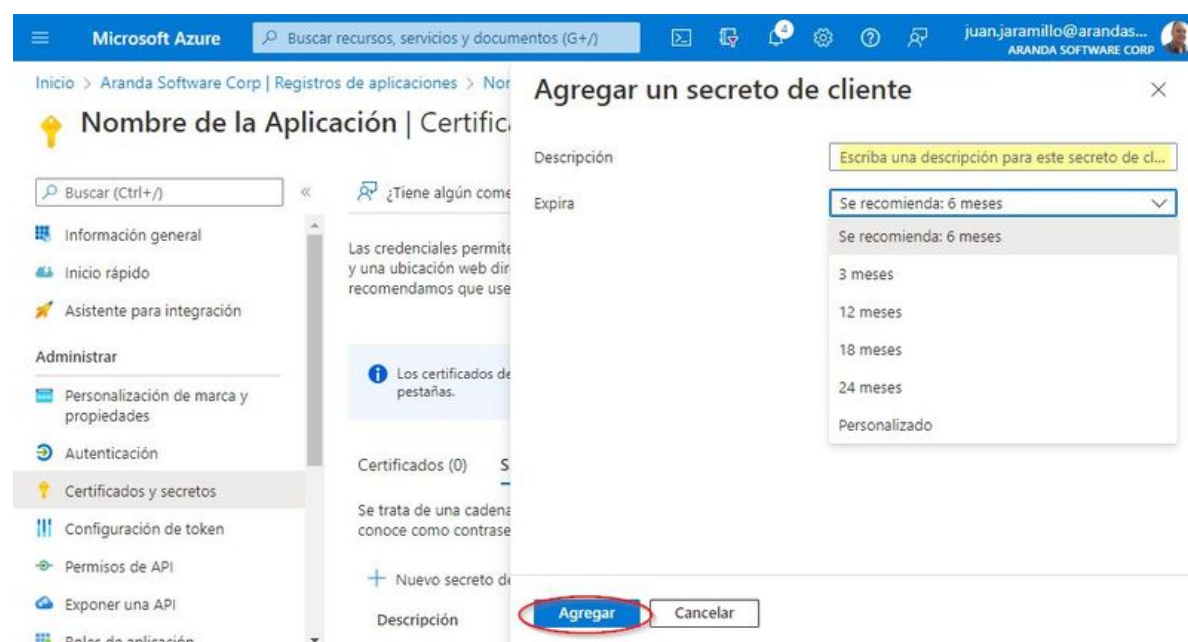 Microsoft Azure
Buscar recursos, servicios y documentos (G+/)
4
juan.jaramillo@arandas...
ARANDA SOFTWARE CORP
Inicio > Aranda Software Corp | Registros de aplicaciones > Nor
Nombre de la Aplicación | Certific
Buscar (Ctrl+/)
«
Información general
Inicio rápido
Asistente para integración
Administrar
Personalización de marca y
propiedades
Autenticación
Certificados y secretos
Configuración de token
Permisos de API
Exponer una API
Roles de aplicación
¿Tiene algún come
Las credenciales permite
y una ubicación web dir
recomendamos que use
Los certificados de
pestañas.
Certificados (0) S
Se trata de una cadena
conoce como contrase
+ Nuevo secreto de
Descripción
Agregar un secreto de cliente
Descripción
Escriba una descripción para este secreto de cl...
Expira
Se recomienda: 6 meses
Se recomienda: 6 meses
3 meses
12 meses
18 meses
24 meses
Personalizado
Agregar
Cancelar